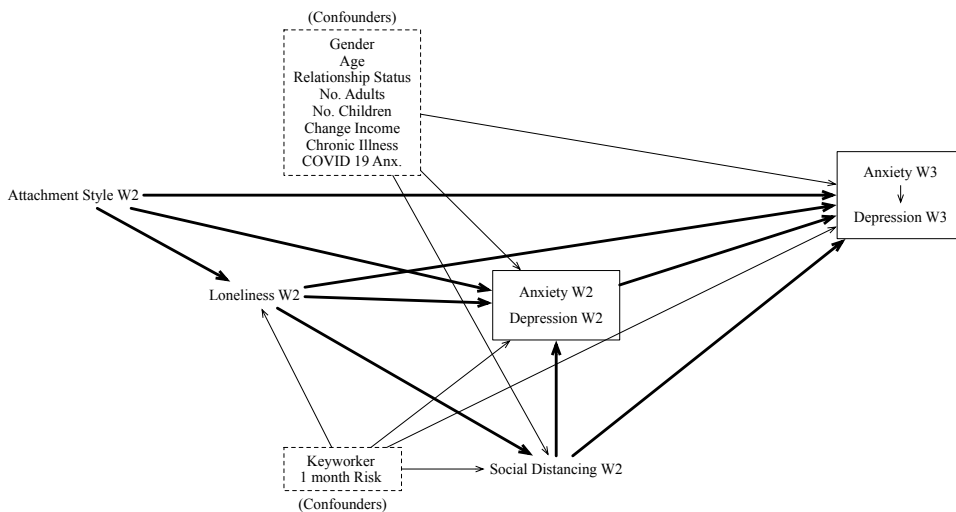 (Confounders)
Gender
Age
Relationship Status
No. Adults
No. Children
Change Income
Chronic Illness
COVID 19 Anx.
Anxiety W3
Depression W3
Attachment Style W2
Loneliness W2
Anxiety W2
Depression W2
Keyworker
1 month Risk
(Confounders)
Social Distancing W2